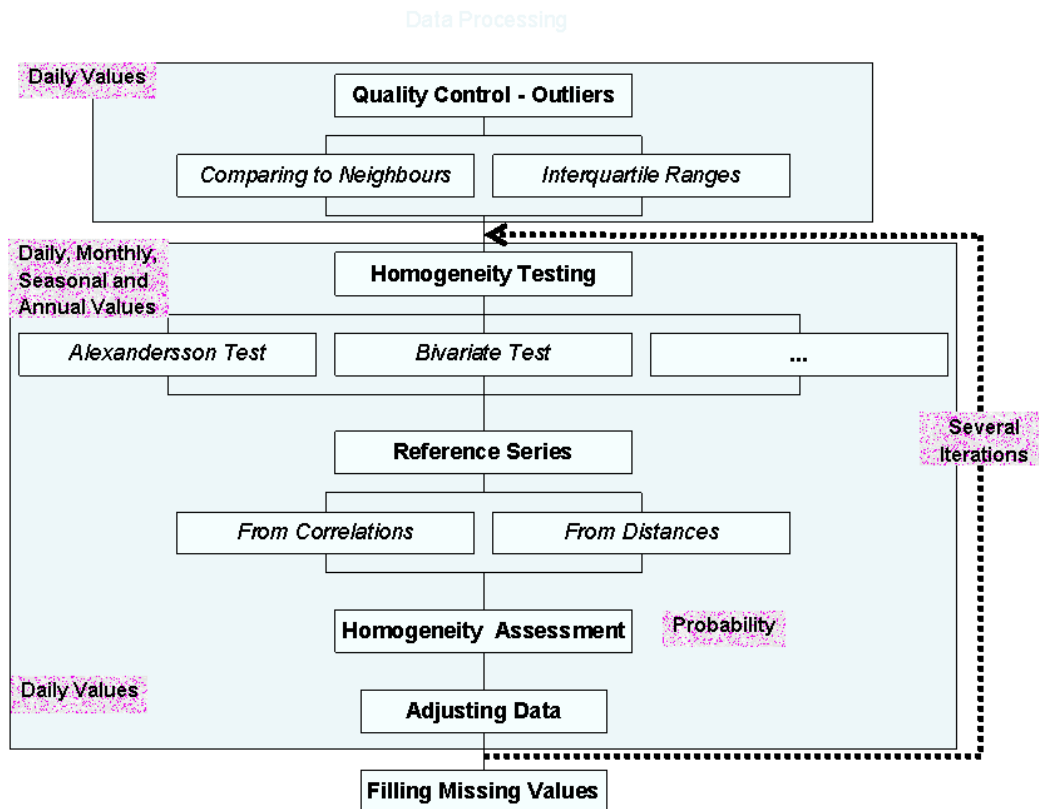 Data Processing
Daily Values
Quality Control - Outliers
Comparing to Neighbours
Interquartile Ranges
Daily, Monthly,
Seasonal and
Annual Values
Homogeneity Testing
Alexandersson Test
Bivariate Test
...
Several
Iterations
Reference Series
From Correlations
From Distances
Homogeneity Assessment
Probability
Daily Values
Adjusting Data
Filling Missing Values